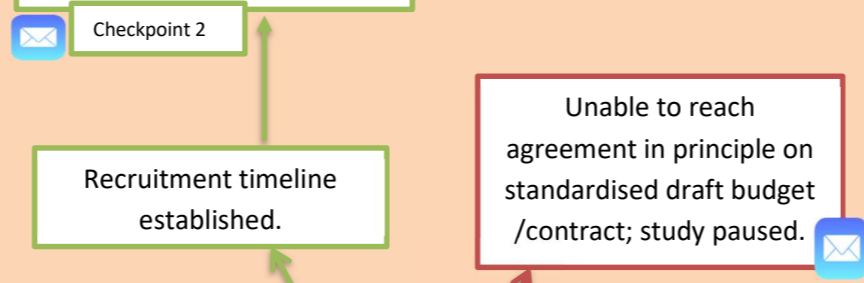 Checkpoint 2
Recruitment timeline
established.
Unable to reach
agreement in principle on
standardised draft budget
/contract; study paused.